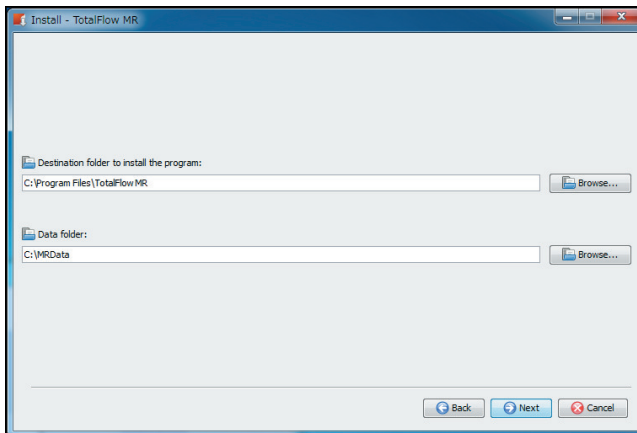 Install - TotalFlow MR
Destination folder to install the program:
C:\Program Files\TotalFlow MR
Browse...
Data folder:
C:\MRData
Browse...
Back
Next
Cancel